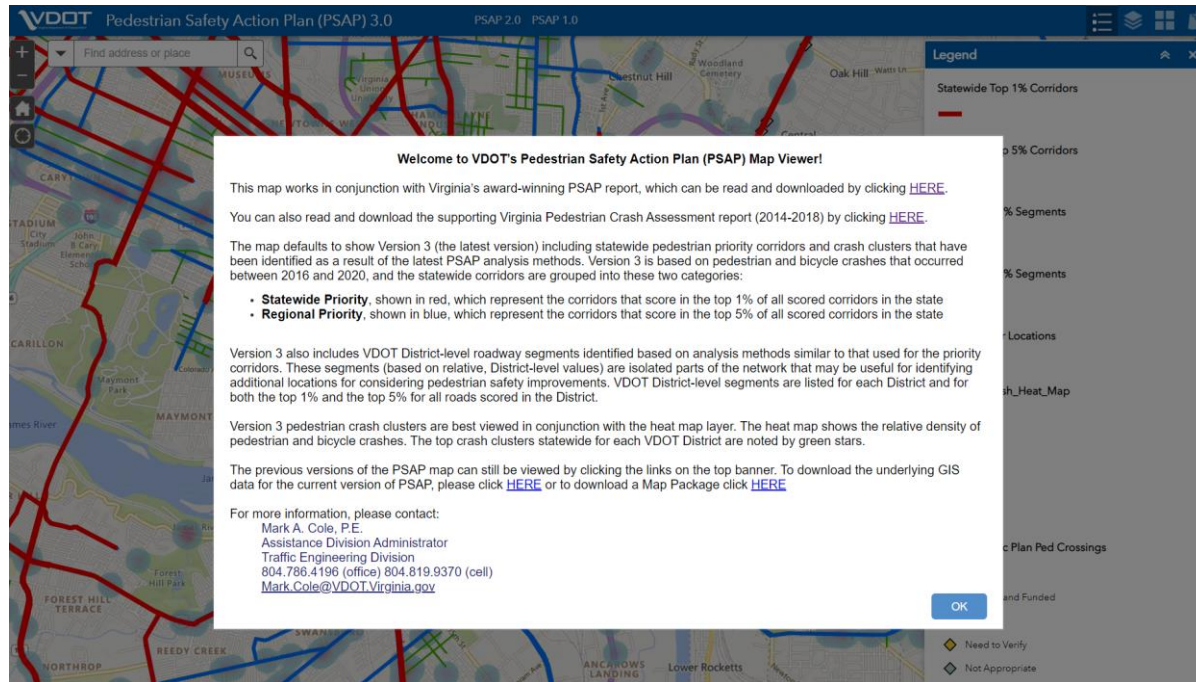 VDOT Pedestrian Safety Action Plan (PSAP) 3.0 PSAP 2.0 PSAP 1.0
Find address or place
Legend
Statewide Top 1% Corridors
5% Corridors
% Segments
% Segments
Locations
Heat_Map
Plan Ped Crossings
and Funded
Need to Verify
Not Appropriate
Welcome to VDOT's Pedestrian Safety Action Plan (PSAP) Map Viewer!
This map works in conjunction with Virginia's award-winning PSAP report, which can be read and downloaded by clicking HERE.
You can also read and download the supporting Virginia Pedestrian Crash Assessment report (2014-2018) by clicking HERE.
The map defaults to show Version 3 (the latest version) including statewide pedestrian priority corridors and crash clusters that have
been identified as a result of the latest PSAP analysis methods. Version 3 is based on pedestrian and bicycle crashes that occurred
between 2016 and 2020, and the statewide corridors are grouped into these two categories:
• Statewide Priority, shown in red, which represent the corridors that score in the top 1% of all scored corridors in the state
• Regional Priority, shown in blue, which represent the corridors that score in the top 5% of all scored corridors in the state
Version 3 also includes VDOT District-level roadway segments identified based on analysis methods similar to that used for the priority
corridors. These segments (based on relative, District-level values) are isolated parts of the network that may be useful for identifying
additional locations for considering pedestrian safety improvements. VDOT District-level segments are listed for each District and for
both the top 1% and the top 5% for all roads scored in the District.
Version 3 pedestrian crash clusters are best viewed in conjunction with the heat map layer. The heat map shows the relative density of
pedestrian and bicycle crashes. The top crash clusters statewide for each VDOT District are noted by green stars.
The previous versions of the PSAP map can still be viewed by clicking the links on the top banner. To download the underlying GIS
data for the current version of PSAP, please click HERE or to download a Map Package click HERE
For more information, please contact:
Mark A. Cole, P.E.
Assistance Division Administrator
Traffic Engineering Division
804.786.4196 (office) 804.819.9370 (cell)
Mark.Cole@VDOT.Virginia.gov
OK
Virginia
Union
Woodland
Cemetery
Oak Hill
Watts Ln
Chestnut Hill
Central
STADIUM
City
Stadium
John
B Cary
Elementary
School
CARILLON
Maymont
Park
MAYMONT
James River
Forest
Hill Park
FOREST HILL
TERRACE
REEDY CREEK
NORTHROP
ANCARROWS
LANDING
Lower Rocketts